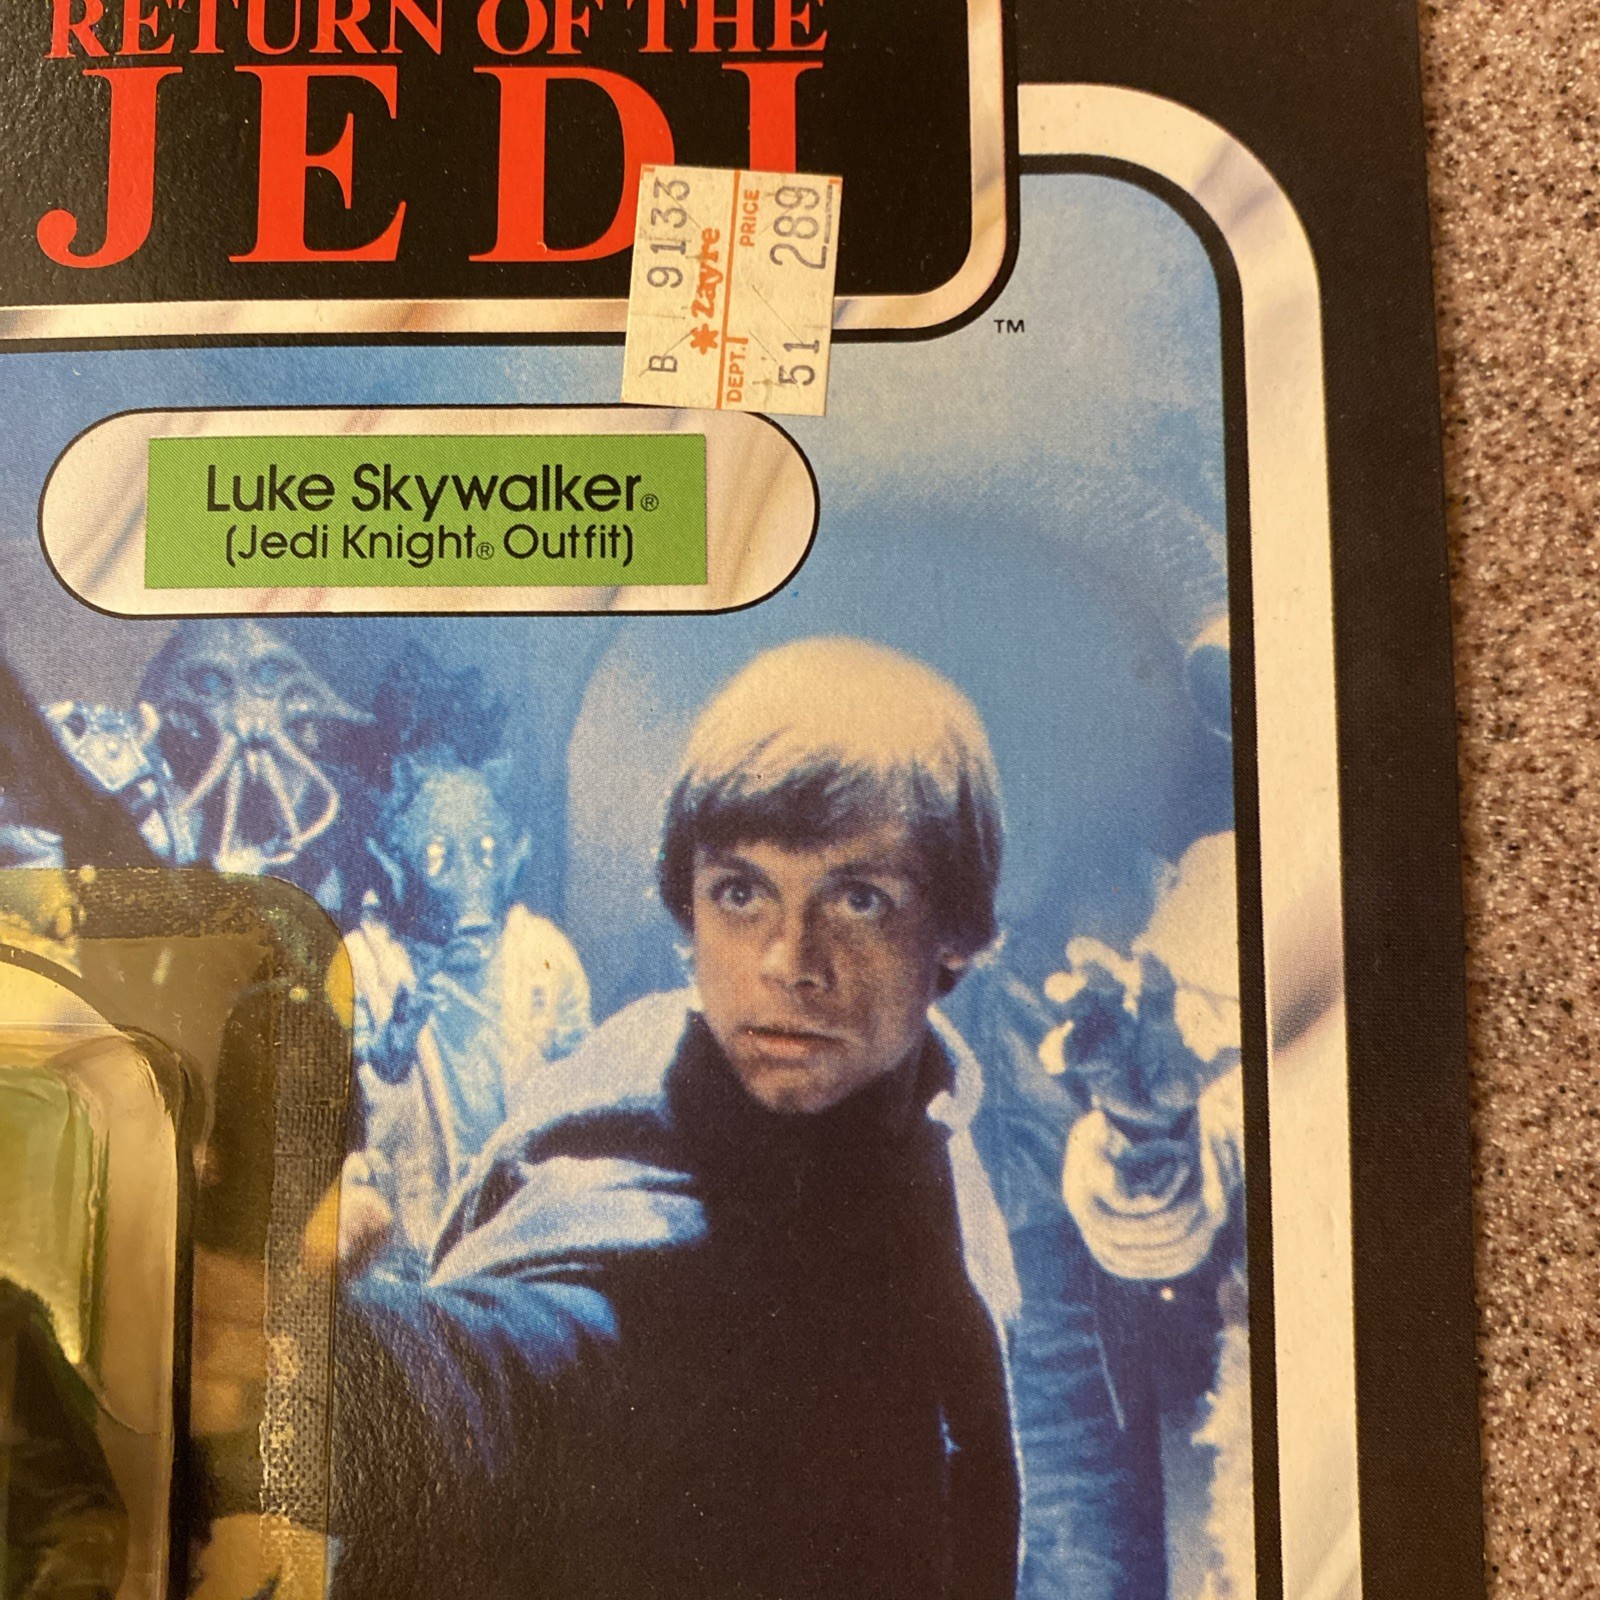 RETURN OF THE
JEDI
TM
B 9133
*Zayre
DEPT. PRICE
51 289
Luke Skywalker®
(Jedi Knight® Outfit)